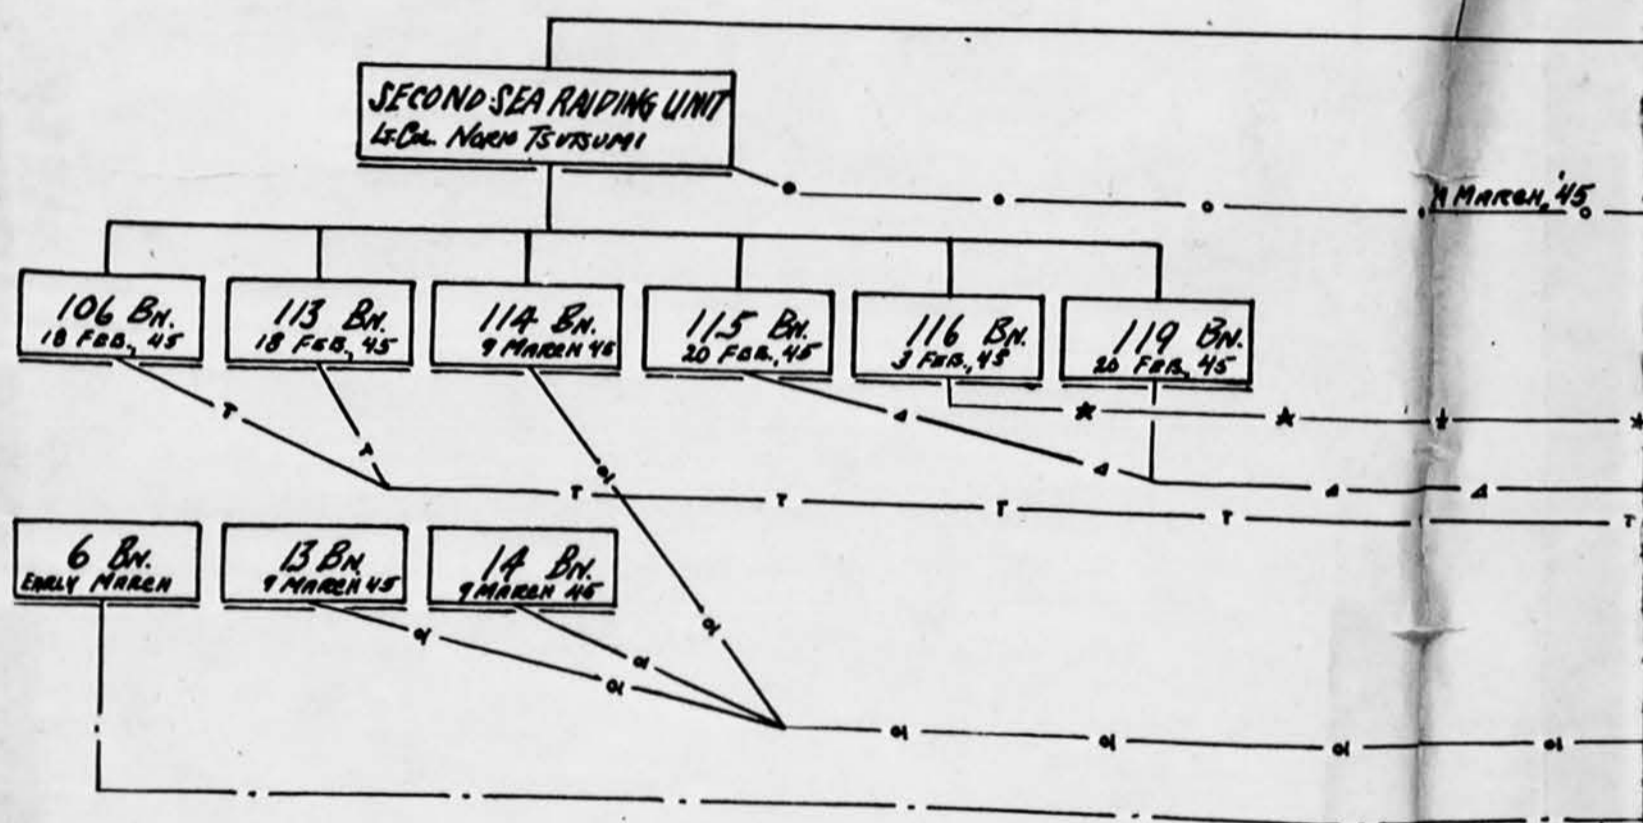 SECOND SEA RAIDING UNIT
Lt. Col. NORIO TSUTSUMI
MARCH, '45
106 BN.
18 FEB., 45
113 BN.
18 FEB., 45
114 BN.
9 MARCH 45
115 BN.
20 FEB., 45
116 BN.
3 FEB., 45
119 BN.
20 FEB., 45
6 BN.
EARLY MARCH
13 BN.
9 MARCH 45
14 BN.
9 MARCH 45